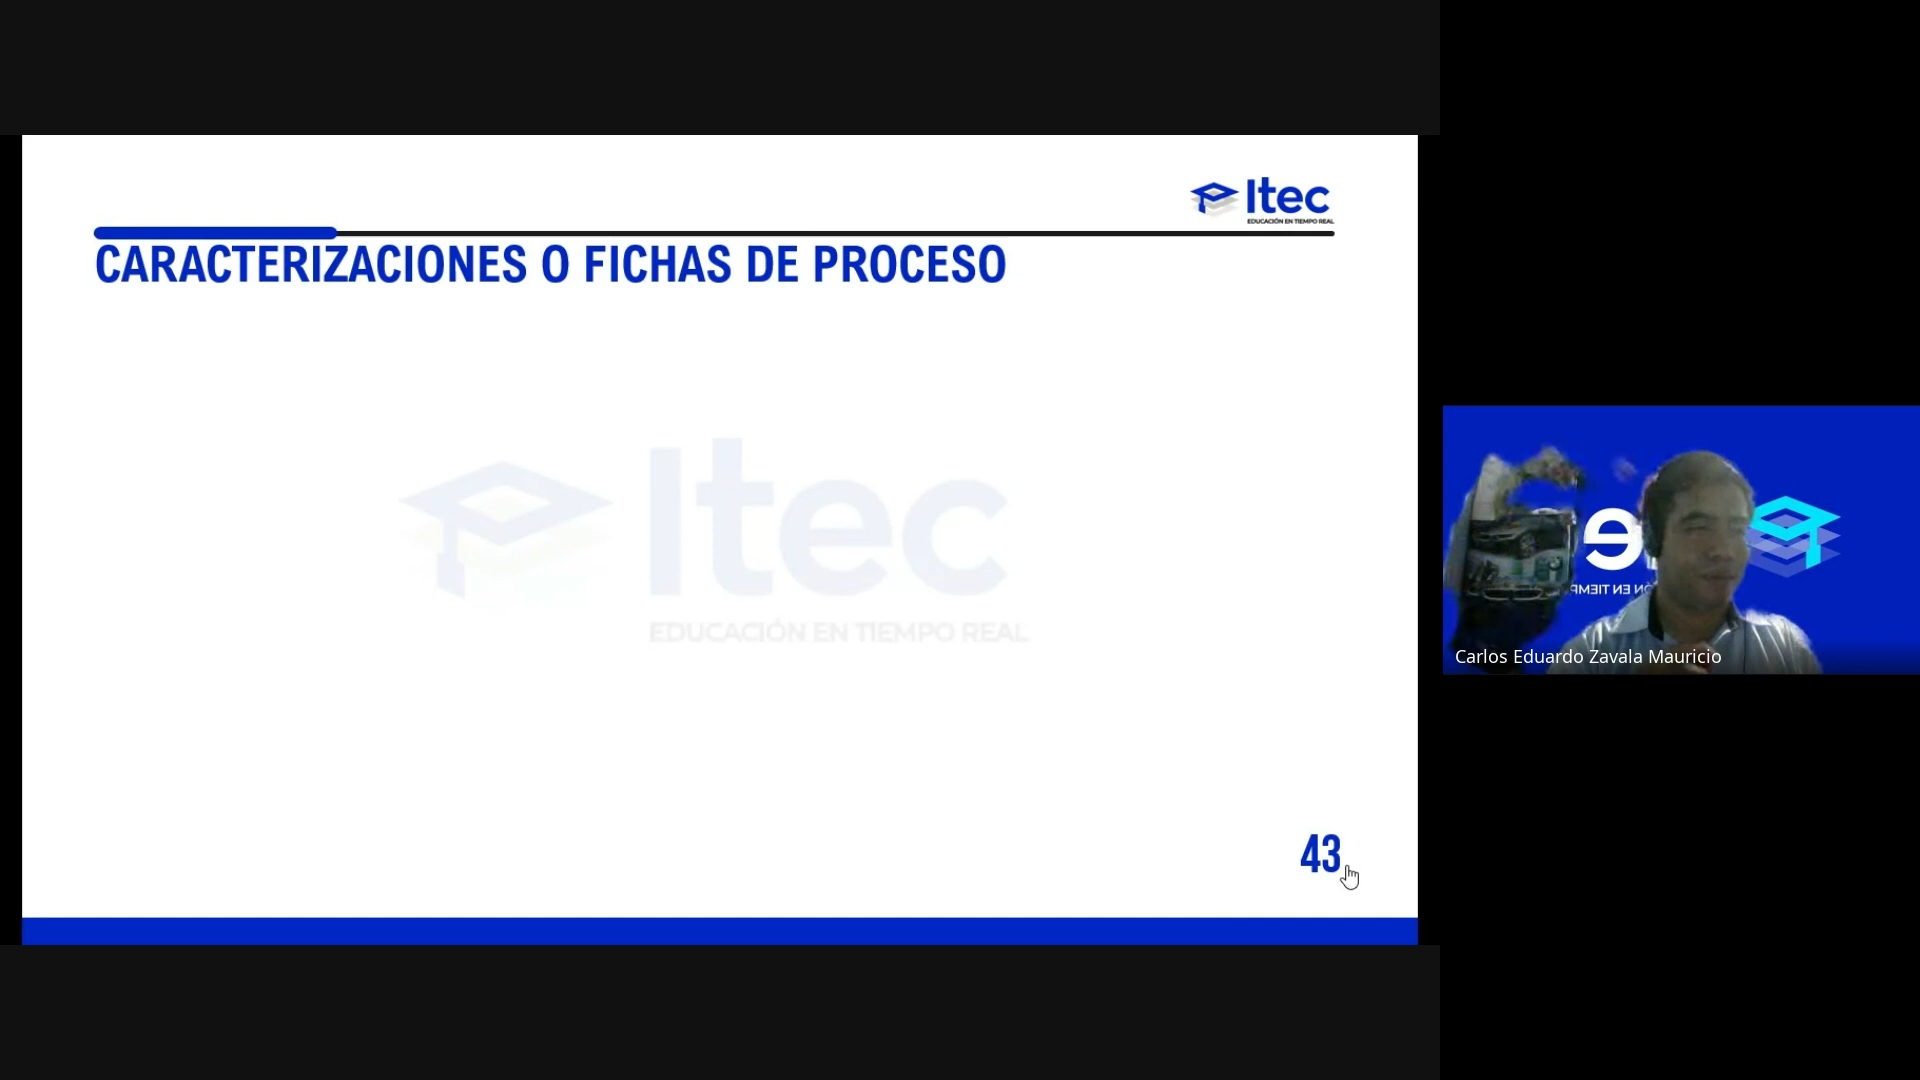 Itec
EDUCACIÓN EN TIEMPO REAL
CARACTERIZACIONES O FICHAS DE PROCESO
Itec
EDUCACIÓN EN TIEMPO REAL
43
Carlos Eduardo Zavala Mauricio